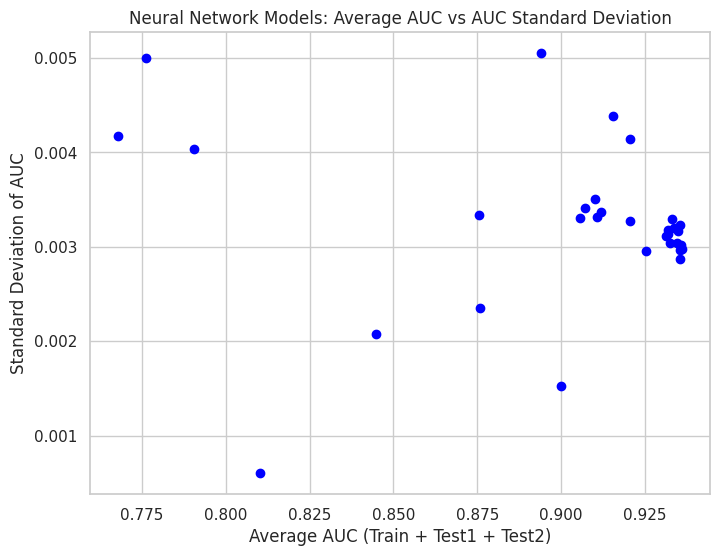 Neural Network Models: Average AUC vs AUC Standard Deviation
Standard Deviation of AUC
0.005
0.004
0.003
0.002
0.001
0.775 0.800 0.825 0.850 0.875 0.900 0.925
Average AUC (Train + Test1 + Test2)